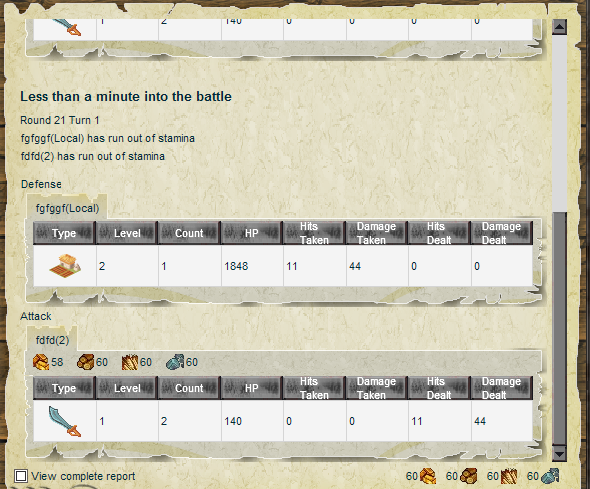 1 2 140 0 0 0 0
Less than a minute into the battle
Round 21 Turn 1
fgfggf(Local) has run out of stamina
fdfd(2) has run out of stamina
Defense
fgfggf(Local)
Type Level Count HP Hits Taken Damage Taken Hits Dealt Damage Dealt
2 1 1848 11 44 0 0
Attack
fdfd(2)
58 60 60 60
Type Level Count HP Hits Taken Damage Taken Hits Dealt Damage Dealt
1 2 140 0 0 11 44
View complete report 60 60 60 60